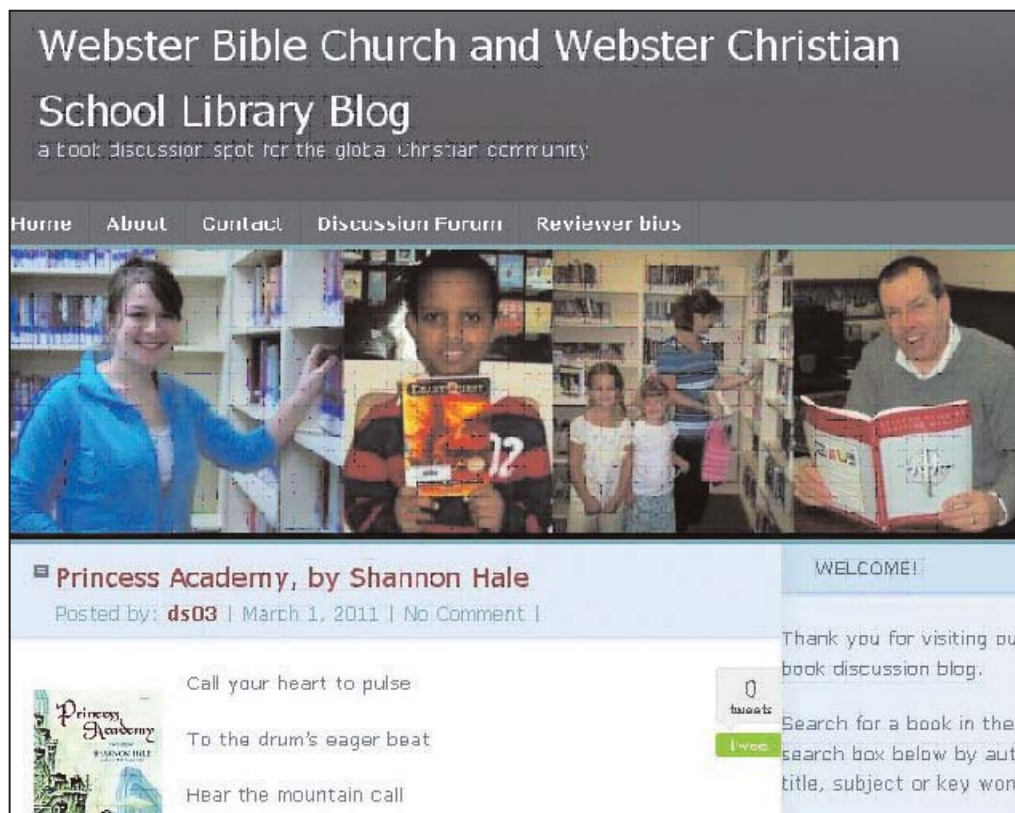 Webster Bible Church and Webster Christian
School Library Blog
a book discussion spot for the global Christian community
Home About Contact Discussion Forum Reviewer bios
Princess Academy, by Shannon Hale
Posted by: ds03 | March 1, 2011 | No Comment |
WELCOME!
Call your heart to pulse
To the drum's eager beat
Hear the mountain call
Princess
Academy
SHANNON HALE
0
tweets
tweet
Thank you for visiting ou
book discussion blog.
Search for a book in the
search box below by aut
title, subject or key wor